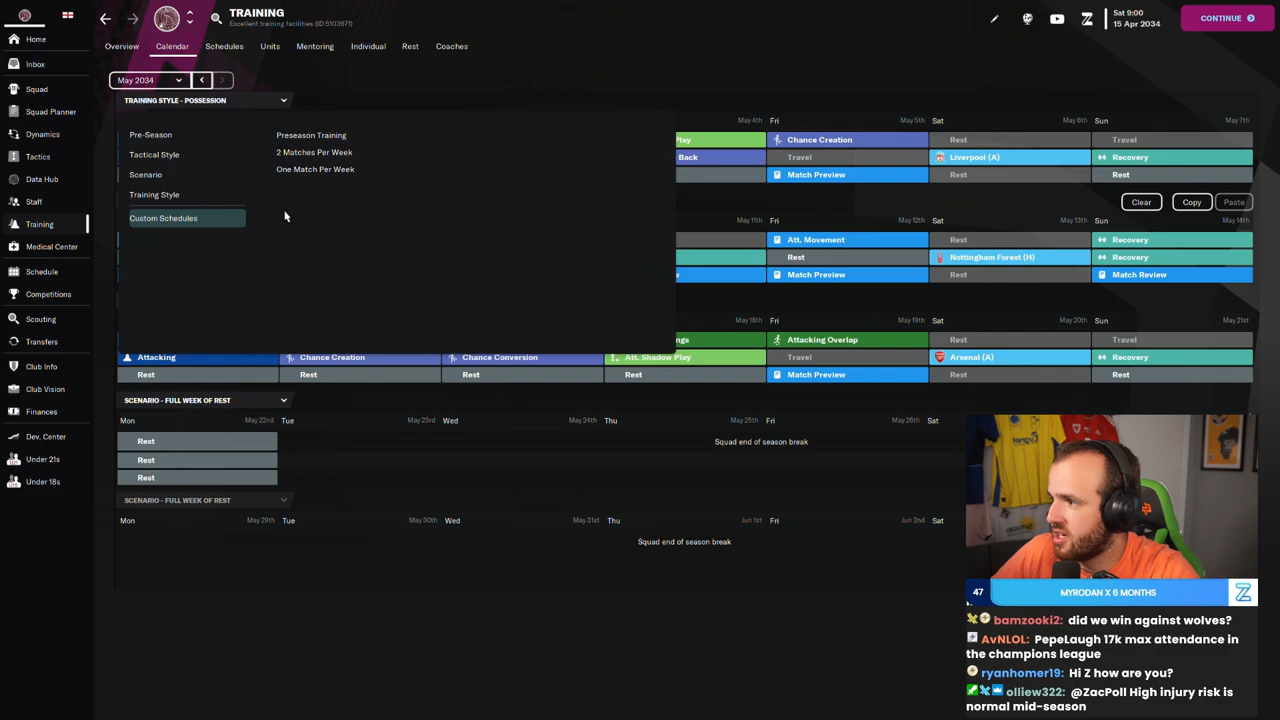 TRAINING
Excellent training facilities (ID:5103671)
Sat 9:00
15 Apr 2034
CONTINUE
Home
Inbox
Squad
Squad Planner
Dynamics
Tactics
Data Hub
Staff
Training
Medical Center
Schedule
Competitions
Scouting
Transfers
Club Info
Club Vision
Finances
Dev. Center
Under 21s
Under 18s
Overview Calendar Schedules Units Mentoring Individual Rest Coaches
May 2034
TRAINING STYLE - POSSESSION
Pre-Season
Tactical Style
Scenario
Training Style
Custom Schedules
Preseason Training
2 Matches Per Week
One Match Per Week
May 4th Fri May 5th Sat May 6th Sun May 7th
Play Chance Creation Rest Travel
Back Travel Liverpool (A) Recovery
Match Preview Rest Rest
Clear Copy Paste
May 11th Fri May 12th Sat May 13th Sun May 14th
Att. Movement Rest Recovery
Rest Nottingham Forest (H) Recovery
Match Preview Rest Match Review
May 18th Fri May 19th Sat May 20th Sun May 21st
Attacking Overlap Rest Travel
Attacking Chance Creation Chance Conversion Att. Shadow Play Travel Arsenal (A) Recovery
Rest Rest Rest Rest Match Preview Rest Rest
SCENARIO - FULL WEEK OF REST
Mon May 22nd Tue May 23rd Wed May 24th Thu May 25th Fri May 26th Sat
Rest
Rest
Rest
Squad end of season break
SCENARIO - FULL WEEK OF REST
Mon May 29th Tue May 30th Wed May 31st Thu Jun 1st Fri Jun 2nd Sat
Squad end of season break
47 MYRODAN X 6 MONTHS
bamzooki2: did we win against wolves?
AvNLOL: PepeLaugh 17k max attendance in
the champions league
ryanhomer19: Hi Z how are you?
olliew322: @ZacPoll High injury risk is
normal mid-season